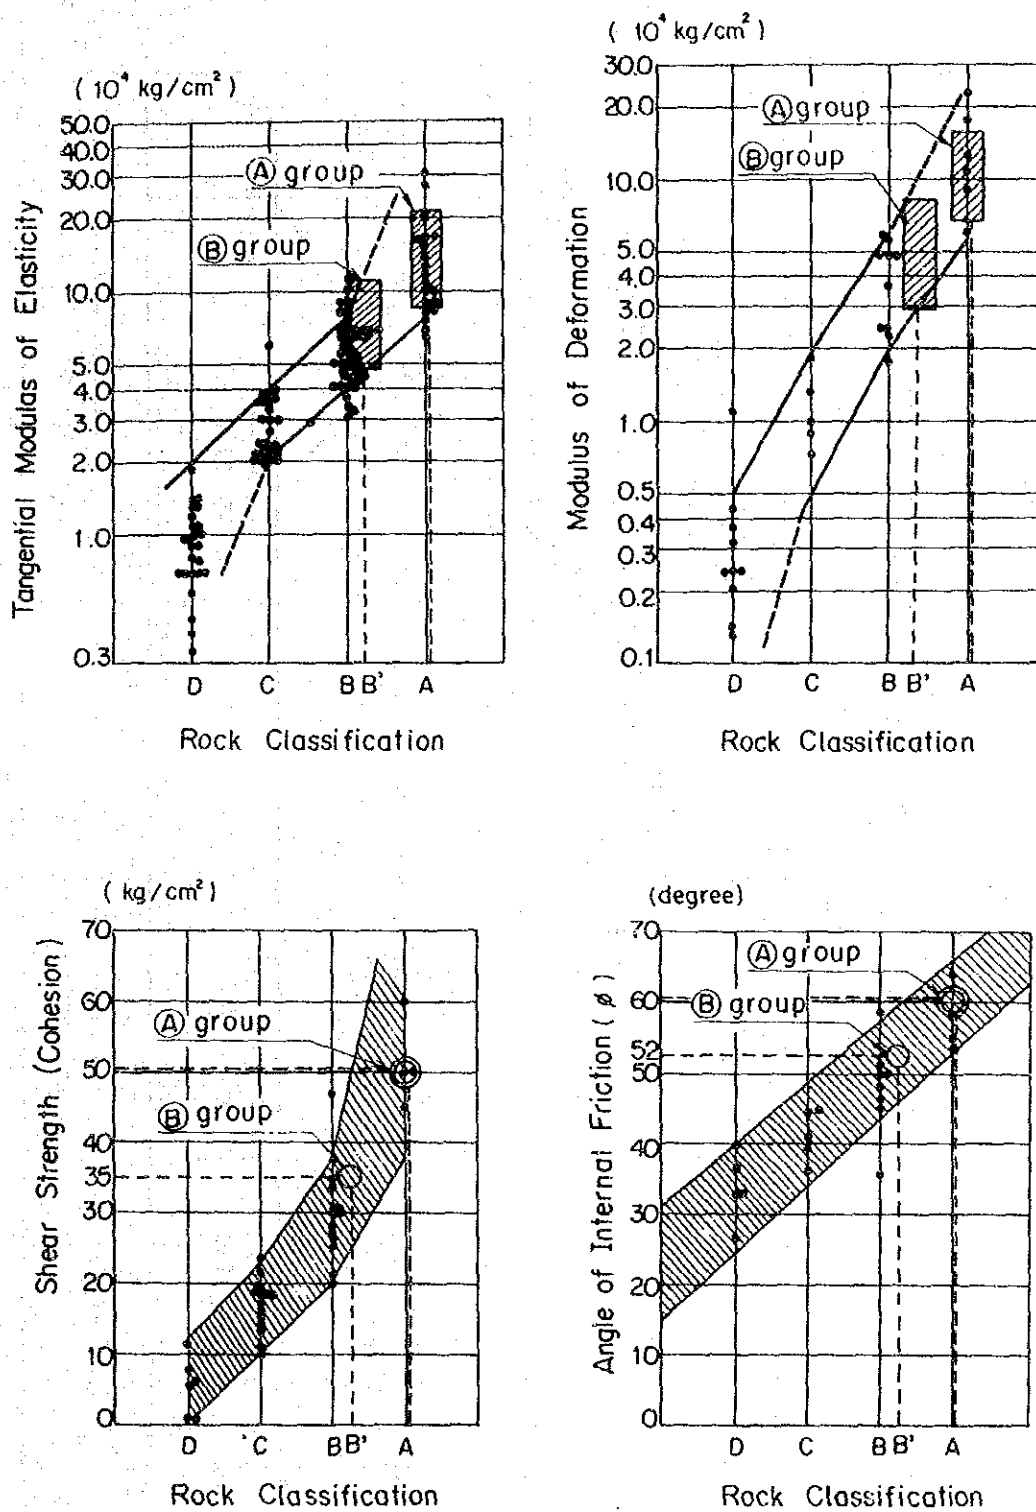 ( 10⁴ kg/cm² )
50.0
40.0
30.0
20.0
10.0
5.0
4.0
3.0
2.0
1.0
0.3
Tangential Modulas of Elasticity
Ⓐ group
Ⓑ group
D C B B' A
Rock Classification
( 10⁴ kg/cm² )
30.0
20.0
10.0
5.0
4.0
3.0
2.0
1.0
0.5
0.4
0.3
0.2
0.1
Modulus of Deformation
Ⓐ group
Ⓑ group
D C B B' A
Rock Classification
( kg/cm² )
70
60
50
40
35
30
20
10
0
Shear Strength (Cohesion)
Ⓐ group
Ⓑ group
D C B B' A
Rock Classification
(degree)
70
60
52
50
40
30
20
10
0
Angle of Internal Friction ( ø )
Ⓐ group
Ⓑ group
D C B B' A
Rock Classification